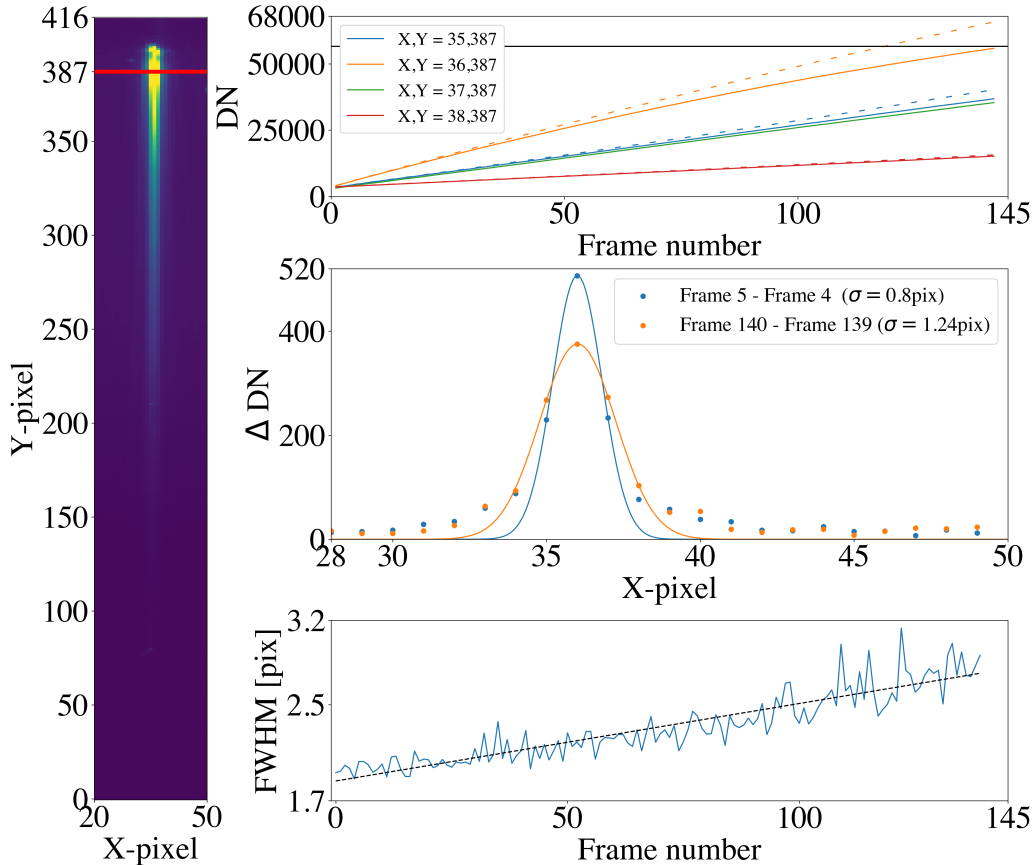 416
387
350
300
250
200
150
100
50
0
20
50
X-pixel
Y-pixel
68000
50000
25000
0
DN
X,Y = 35,387
X,Y = 36,387
X,Y = 37,387
X,Y = 38,387
0
50
100
145
Frame number
520
400
200
0
Δ DN
Frame 5 - Frame 4 (σ = 0.8pix)
Frame 140 - Frame 139 (σ = 1.24pix)
28
30
35
40
45
50
X-pixel
3.2
2.5
1.7
FWHM [pix]
0
50
100
145
Frame number